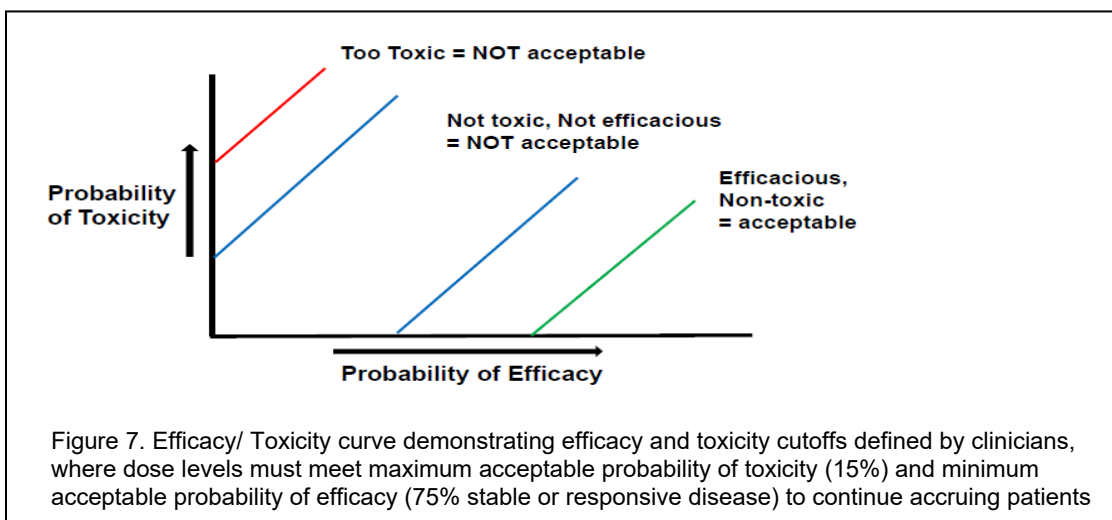 Too Toxic = NOT acceptable
Not toxic, Not efficacious
= NOT acceptable
Efficacious,
Non-toxic
= acceptable
Probability
of Toxicity
Probability of Efficacy
Figure 7. Efficacy/ Toxicity curve demonstrating efficacy and toxicity cutoffs defined by clinicians,
where dose levels must meet maximum acceptable probability of toxicity (15%) and minimum
acceptable probability of efficacy (75% stable or responsive disease) to continue accruing patients